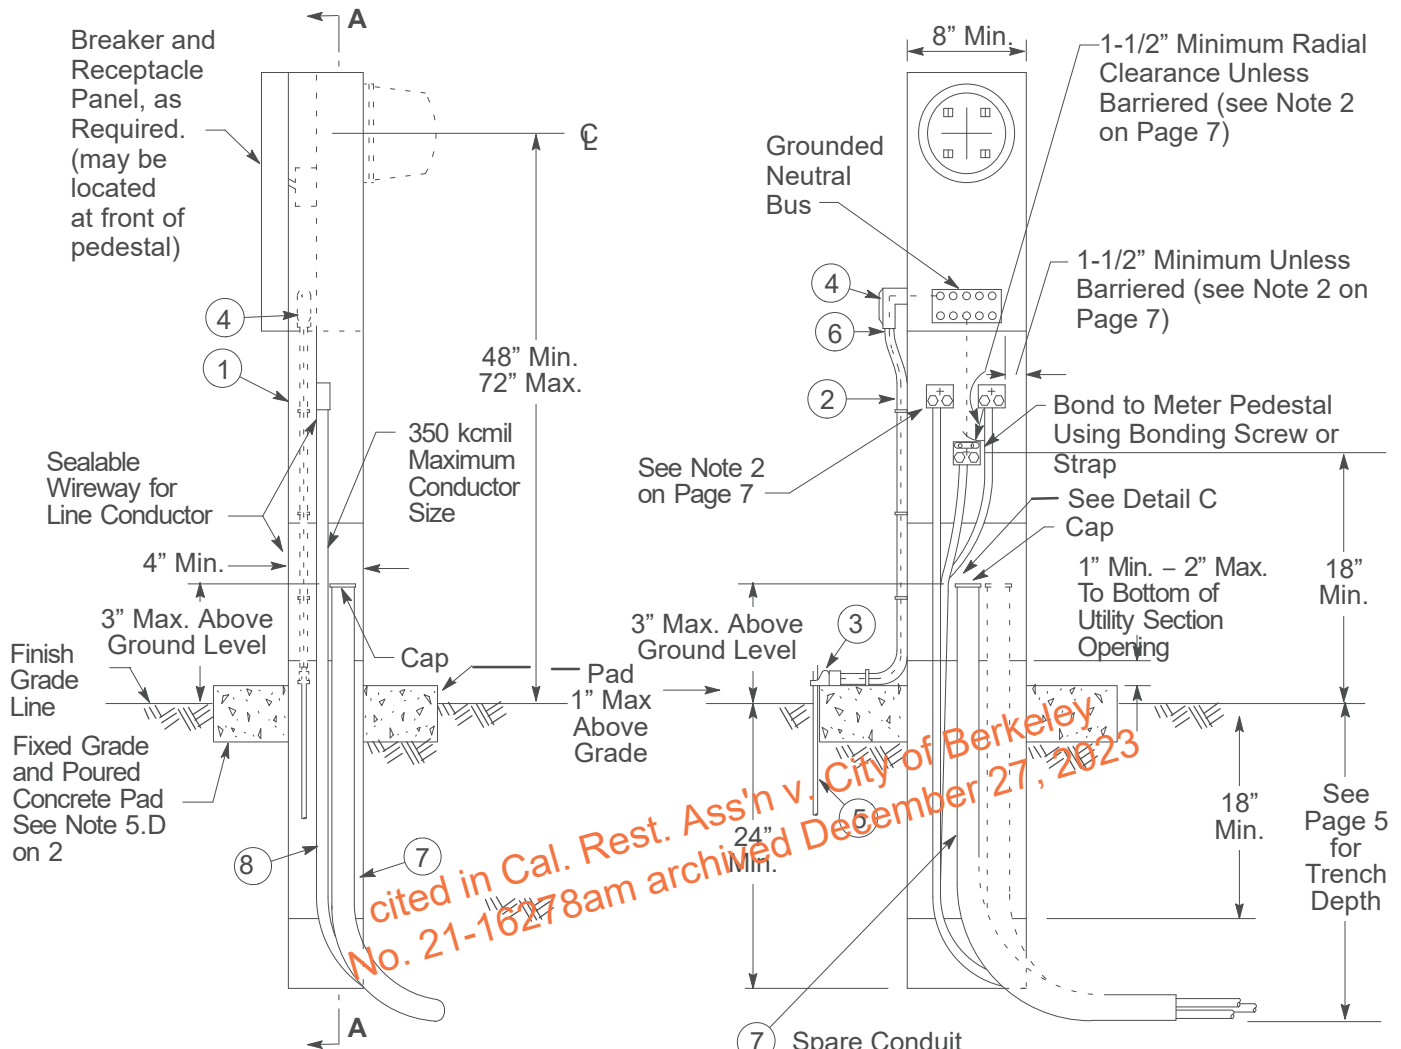 A
Breaker and
Receptacle
Panel, as
Required.
(may be
located
at front of
pedestal)
8” Min.
1-1/2” Minimum Radial
Clearance Unless
Barriered (see Note 2
on Page 7)
℄
Grounded
Neutral
Bus
1-1/2” Minimum Unless
Barriered (see Note 2 on
Page 7)
4
4
6
1
2
48” Min.
72” Max.
Bond to Meter Pedestal
Using Bonding Screw or
Strap
350 kcmil
Maximum
Conductor
Size
Sealable
Wireway for
Line Conductor
See Note 2
on Page 7
See Detail C
Cap
4” Min.
1” Min. – 2” Max.
To Bottom of
Utility Section
Opening
18”
Min.
3” Max. Above
Ground Level
3” Max. Above
Ground Level
3
Cap
Finish
Grade
Line
Pad
1” Max
Above
Grade
Fixed Grade
and Poured
Concrete Pad
See Note 5.D
on 2
5
24”
Min.
18”
Min.
See
Page 5
for
Trench
Depth
8
7
cited in Cal. Rest. Ass'n v. City of Berkeley
No. 21-16278am archived December 27, 2023
A
7 Spare Conduit